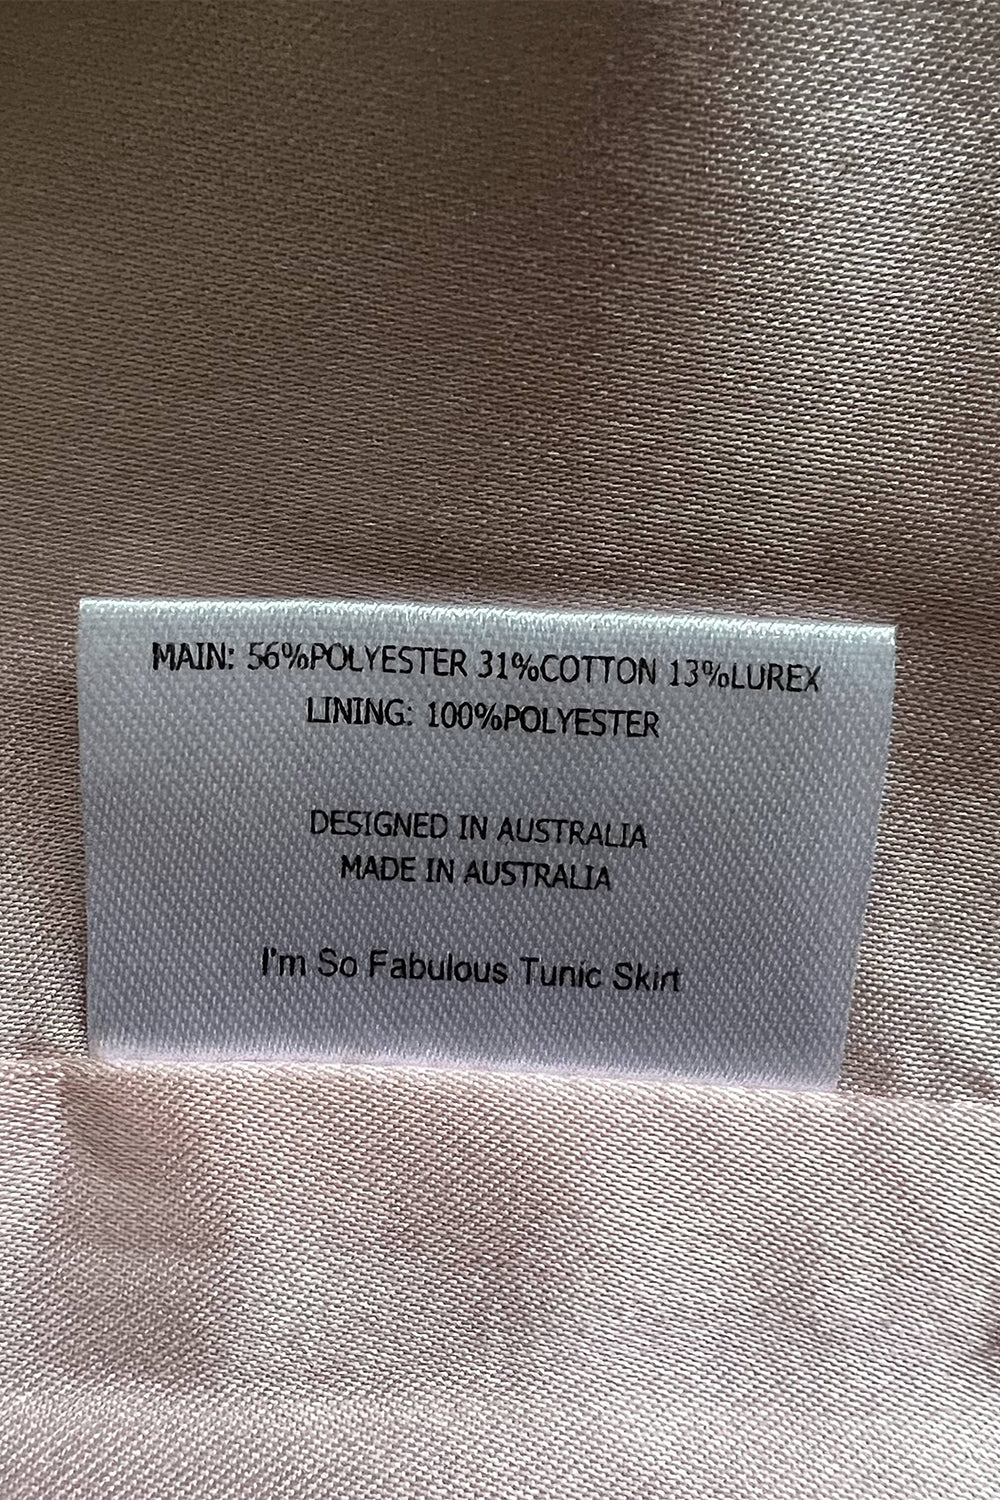 MAIN: 56%POLYESTER 31%COTTON 13%LUREX
LINING: 100%POLYESTER
DESIGNED IN AUSTRALIA
MADE IN AUSTRALIA
I'm So Fabulous Tunic Skirt